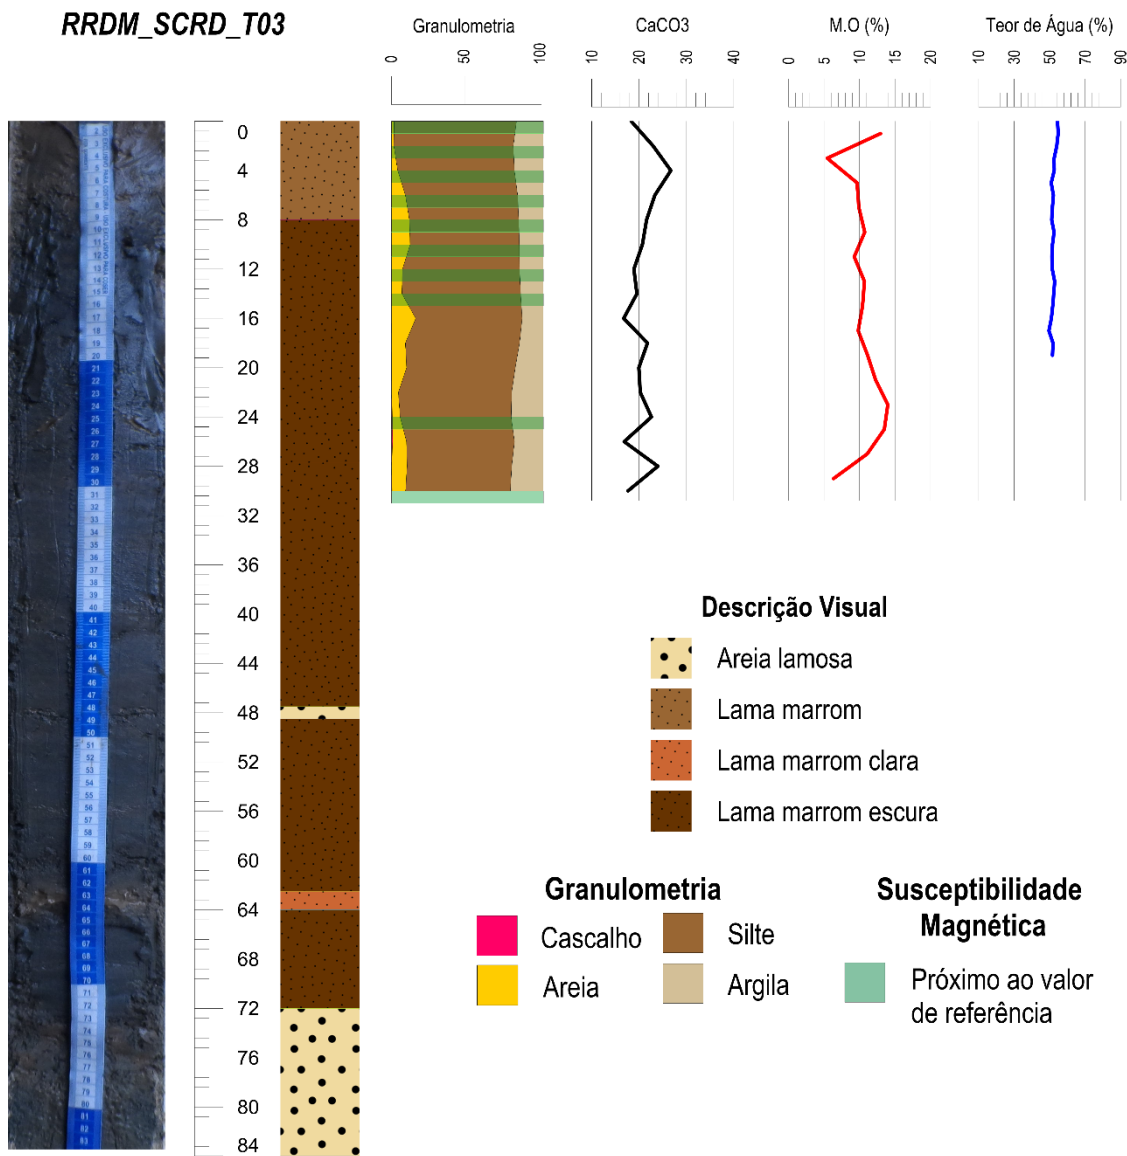 RRDM_SCRD_T03
Granulometria
CaCO3
M.O (%)
Teor de Água (%)
0 50 100
10 20 30 40
0 5 10 15 20
10 30 50 70 90
0
4
8
12
16
20
24
28
32
36
40
44
48
52
56
60
64
68
72
76
80
84
Descrição Visual
Areia lamosa
Lama marrom
Lama marrom clara
Lama marrom escura
Granulometria
Cascalho
Silte
Areia
Argila
Susceptibilidade
Magnética
Próximo ao valor
de referência